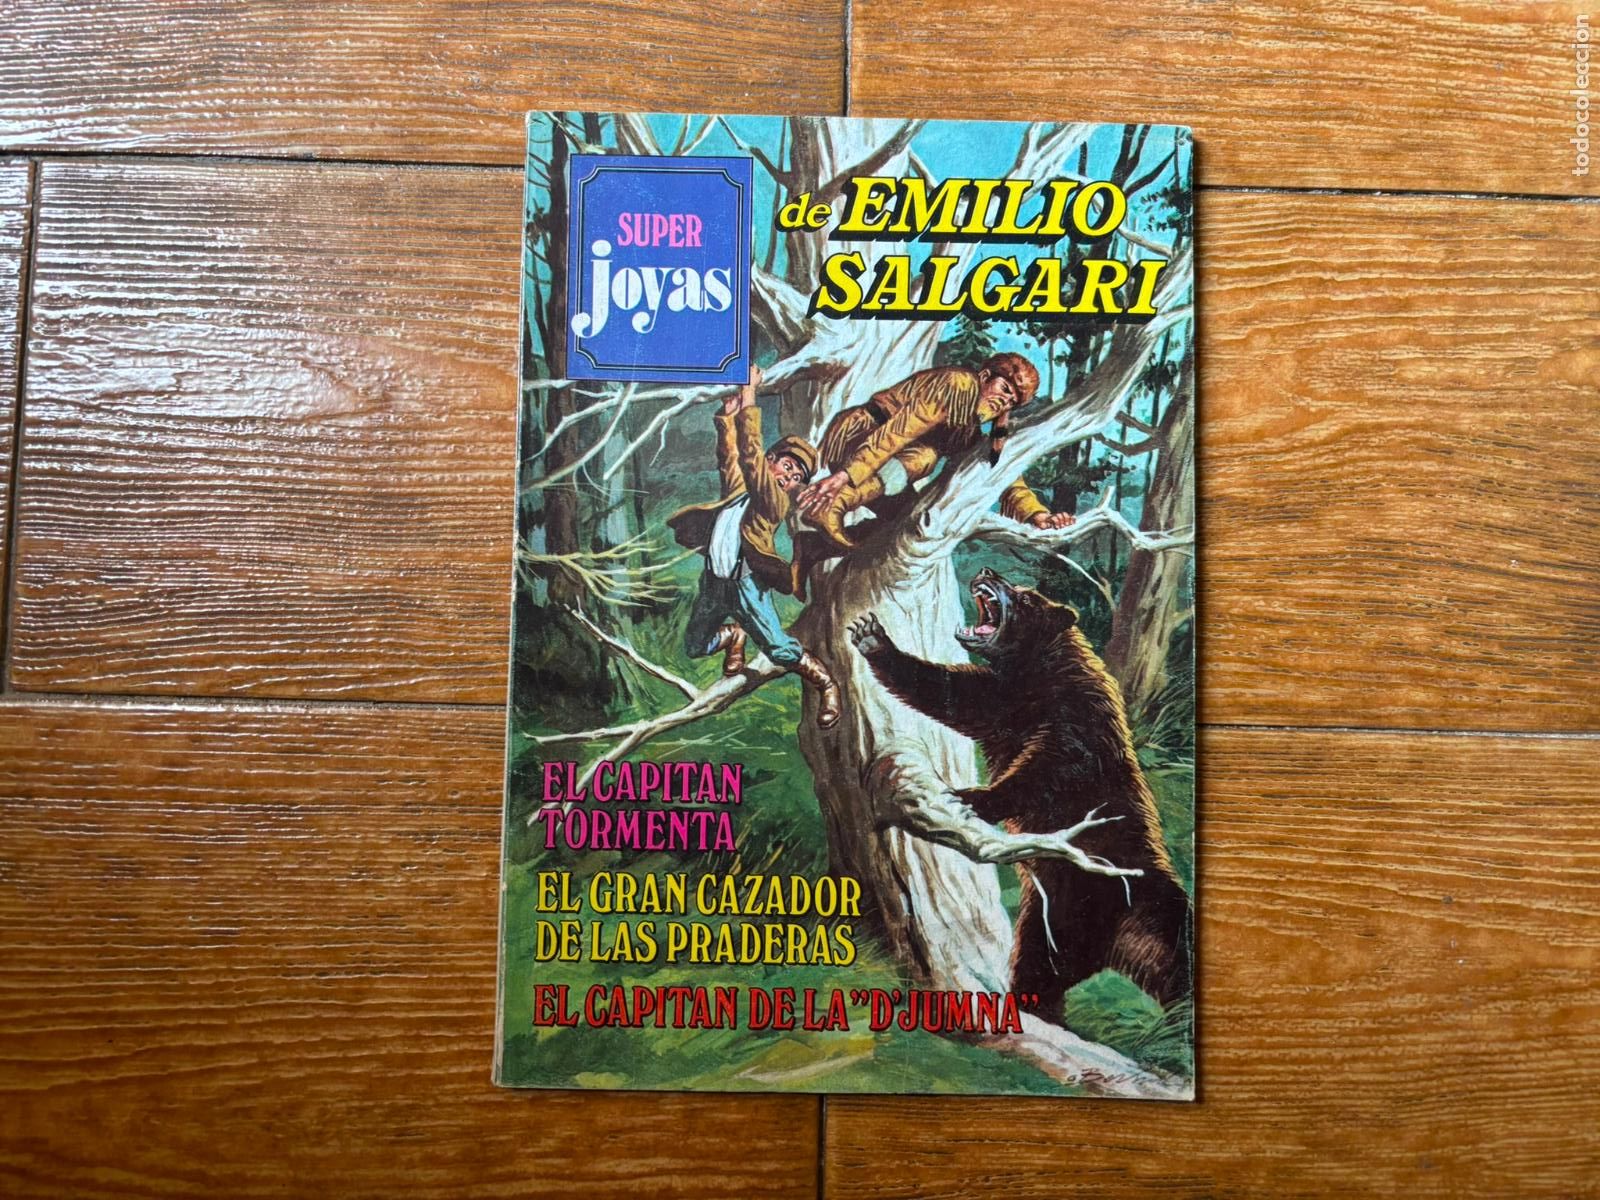 SUPER
joyas
de EMILIO
SALGARI
EL CAPITAN
TORMENTA
EL GRAN CAZADOR
DE LAS PRADERAS
EL CAPITAN DE LA "D'JUMNA"
todocoleccion